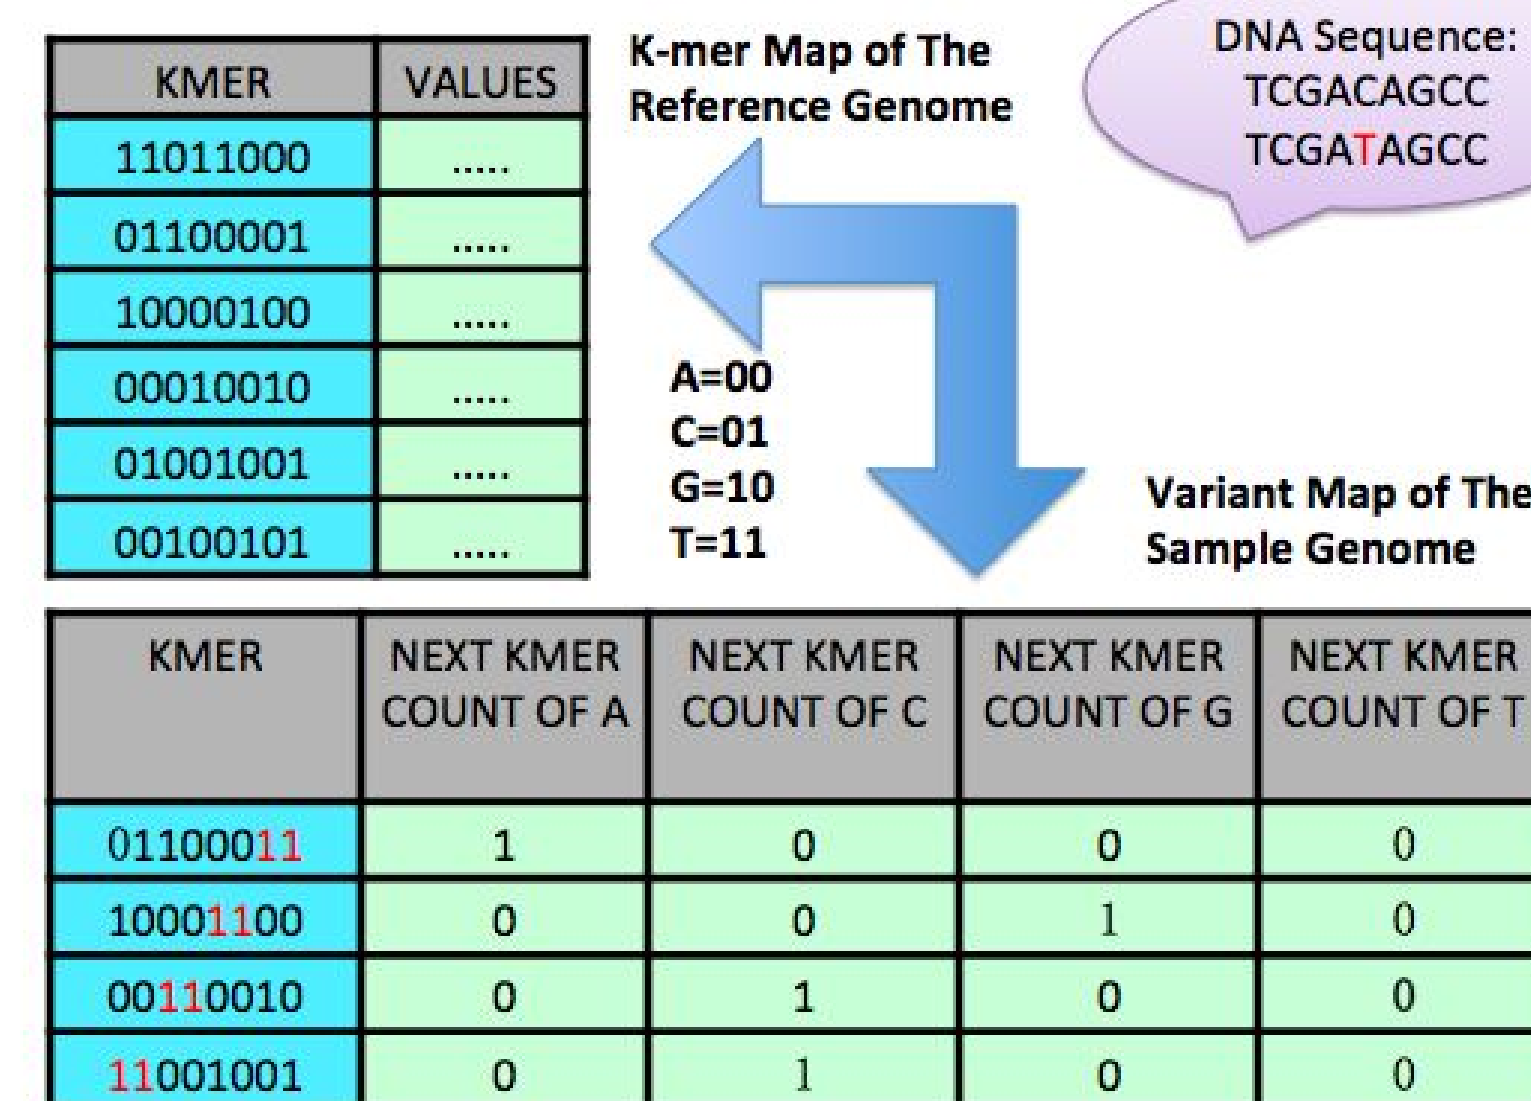 KMER VALUES
11011000 .....
01100001 .....
10000100 .....
00010010 .....
01001001 .....
00100101 .....
K-mer Map of The
Reference Genome
DNA Sequence:
TCGACAGCC
TCGATAGCC
A=00
C=01
G=10
T=11
Variant Map of The
Sample Genome
KMER NEXT KMER NEXT KMER NEXT KMER NEXT KMER
COUNT OF A COUNT OF C COUNT OF G COUNT OF T
01100011 1 0 0 0
10001100 0 0 1 0
00110010 0 1 0 0
11001001 0 1 0 0